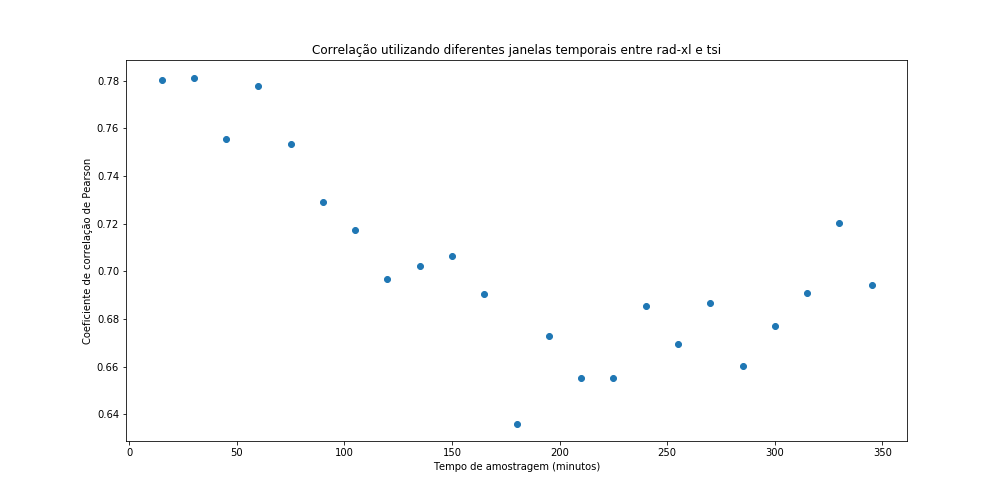 Correlação utilizando diferentes janelas temporais entre rad-xl e tsi
Coeficiente de correlação de Pearson
0.78
0.76
0.74
0.72
0.70
0.68
0.66
0.64
0 50 100 150 200 250 300 350
Tempo de amostragem (minutos)